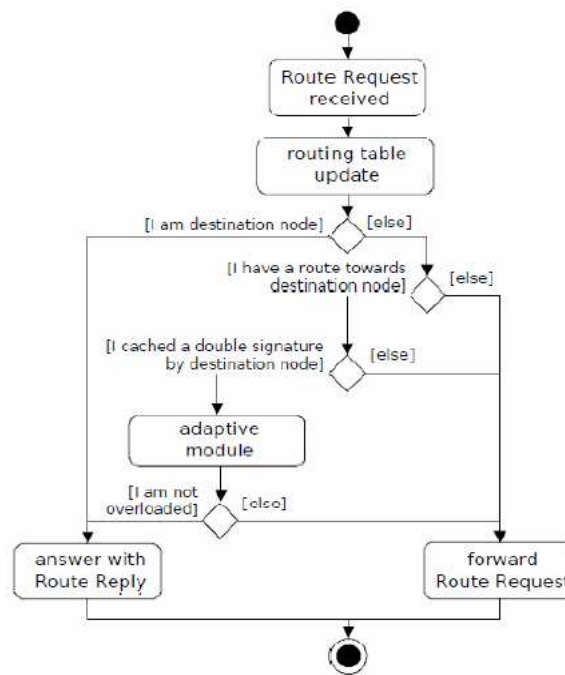 Route Request
received
routing table
update
[I am destination node]
[else]
[I have a route towards
destination node]
[else]
[I cached a double signature
by destination node]
[else]
adaptive
module
[I am not
overloaded]
[else]
answer with
Route Reply
forward
Route Request